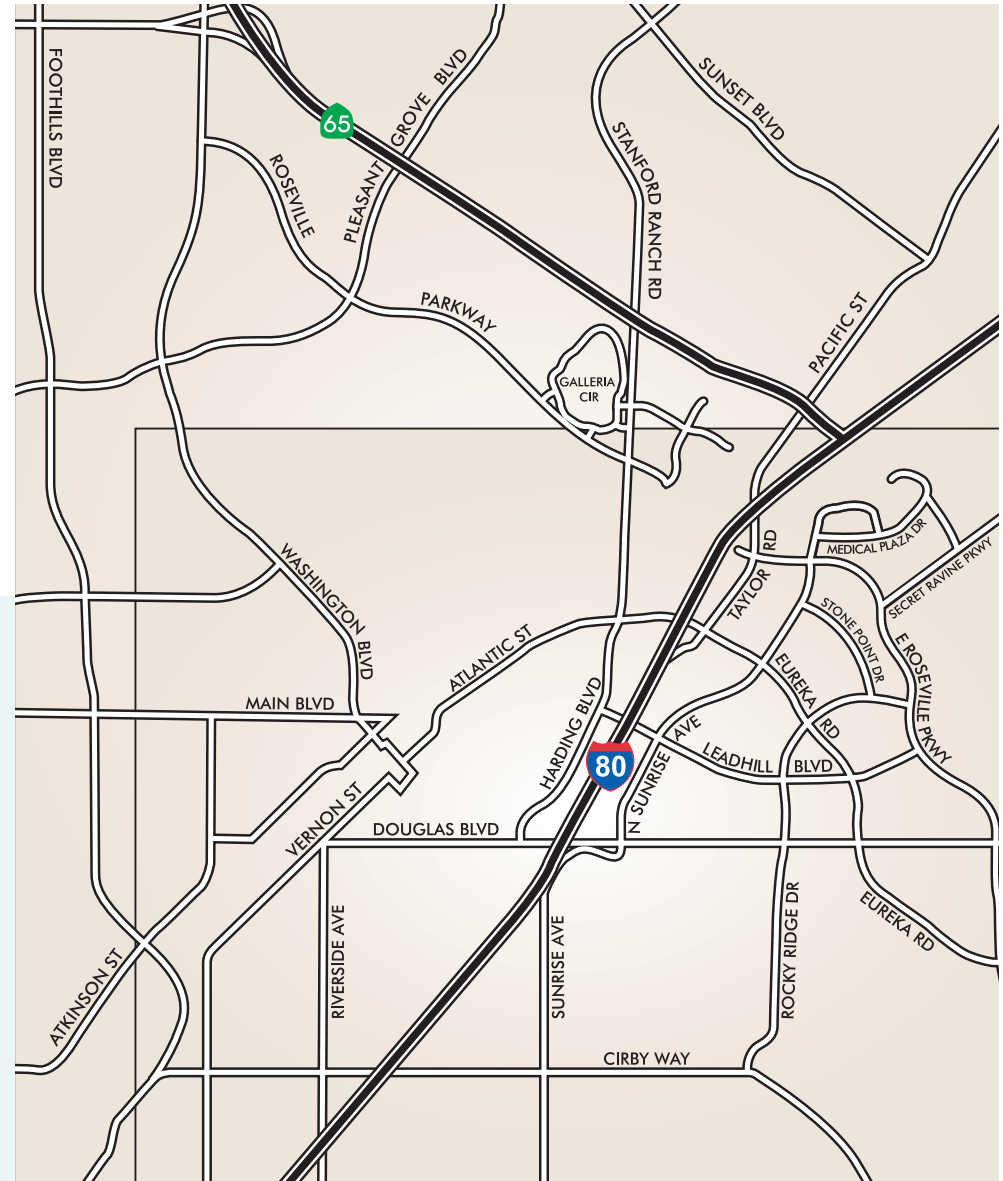 FOOTHILLS BLVD
65
PLEASANT GROVE BLVD
SUNSET BLVD
STANFORD RANCH RD
ROSEVILLE
PARKWAY
PACIFIC ST
GALLERIA
CIR
MEDICAL PLAZA DR
SECRET RAVINE PKWY
TAYLOR RD
STONE POINT DR
WASHINGTON BLVD
ATLANTIC ST
EUREKA RD
E ROSEVILLE PKWY
MAIN BLVD
HARDING BLVD
80
N SUNRISE AVE
LEADHILL BLVD
VERNON ST
DOUGLAS BLVD
EUREKA RD
RIVERSIDE AVE
SUNRISE AVE
ROCKY RIDGE DR
ATKINSON ST
CIRBY WAY